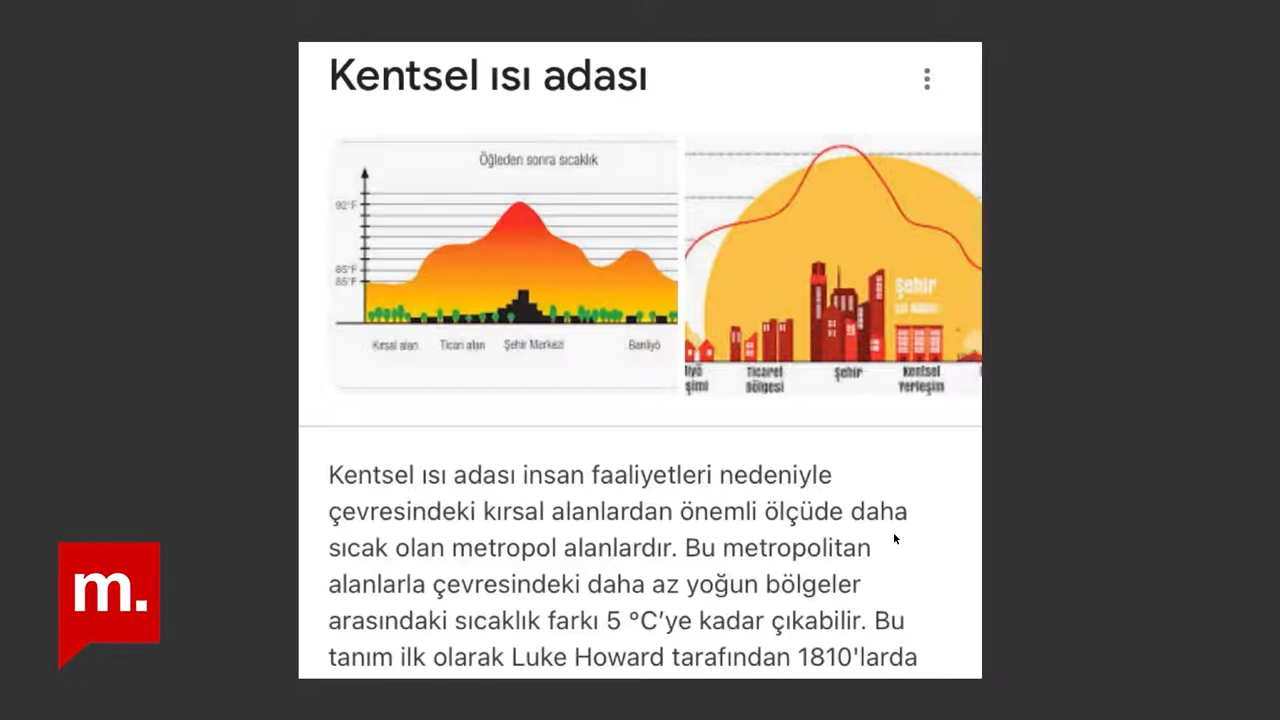 Kentsel ısı adası
Öğleden sonra sıcaklık
92°F
85°F
85°F
Kırsal alan Ticari alan Şehir Merkezi Banliyö
Şehir
Ticaret Bölgesi
Şehir
Kentsel Yerleşim
Kentsel ısı adası insan faaliyetleri nedeniyle
çevresindeki kırsal alanlardan önemli ölçüde daha
sıcak olan metropol alanlardır. Bu metropolitan
alanlarla çevresindeki daha az yoğun bölgeler
arasındaki sıcaklık farkı 5 °C’ye kadar çıkabilir. Bu
tanım ilk olarak Luke Howard tarafından 1810'larda
m.